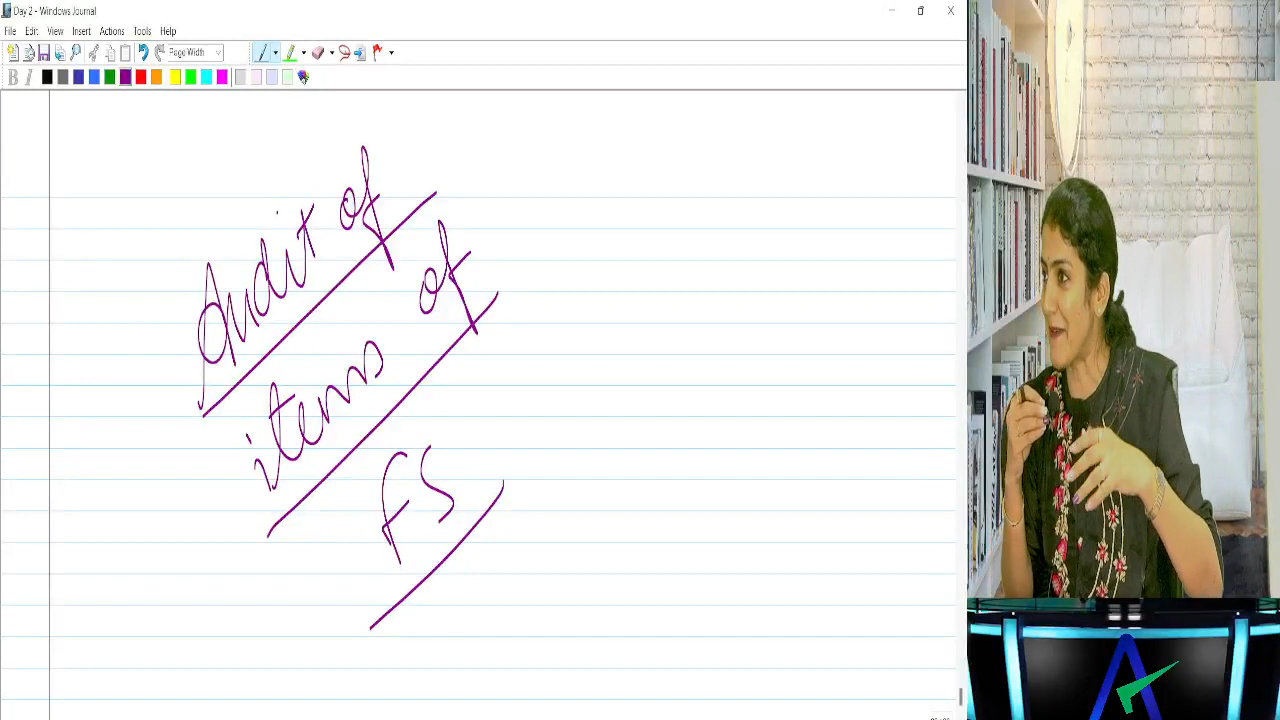 Day 2 - Windows Journal
File Edit View Insert Actions Tools Help
Page Width
B I
Audit of
items of
FS